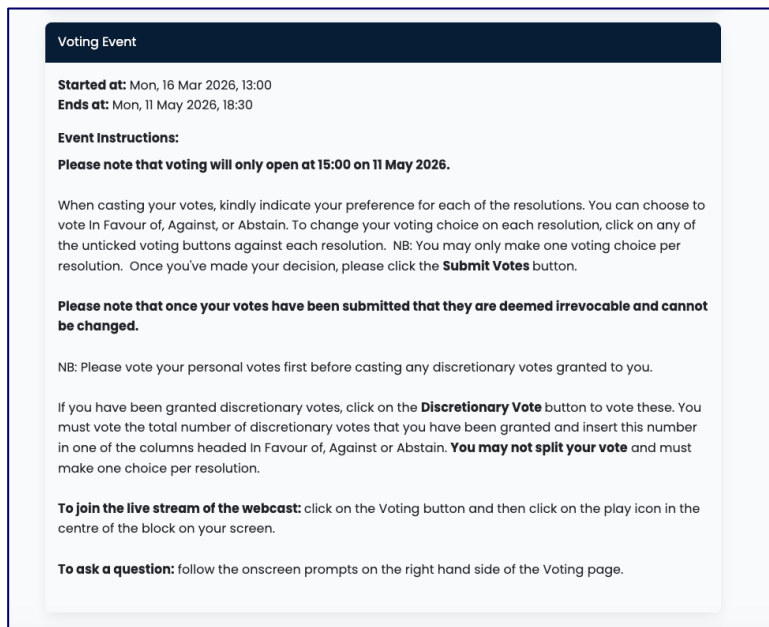 Voting Event
Started at: Mon, 16 Mar 2026, 13:00
Ends at: Mon, 11 May 2026, 18:30
Event Instructions:
Please note that voting will only open at 15:00 on 11 May 2026.
When casting your votes, kindly indicate your preference for each of the resolutions. You can choose to
vote In Favour of, Against, or Abstain. To change your voting choice on each resolution, click on any of
the unticked voting buttons against each resolution.  NB: You may only make one voting choice per
resolution.  Once you've made your decision, please click the Submit Votes button.
Please note that once your votes have been submitted that they are deemed irrevocable and cannot
be changed.
NB: Please vote your personal votes first before casting any discretionary votes granted to you.
If you have been granted discretionary votes, click on the Discretionary Vote button to vote these. You
must vote the total number of discretionary votes that you have been granted and insert this number
in one of the columns headed In Favour of, Against or Abstain. You may not split your vote and must
make one choice per resolution.
To join the live stream of the webcast: click on the Voting button and then click on the play icon in the
centre of the block on your screen.
To ask a question: follow the onscreen prompts on the right hand side of the Voting page.